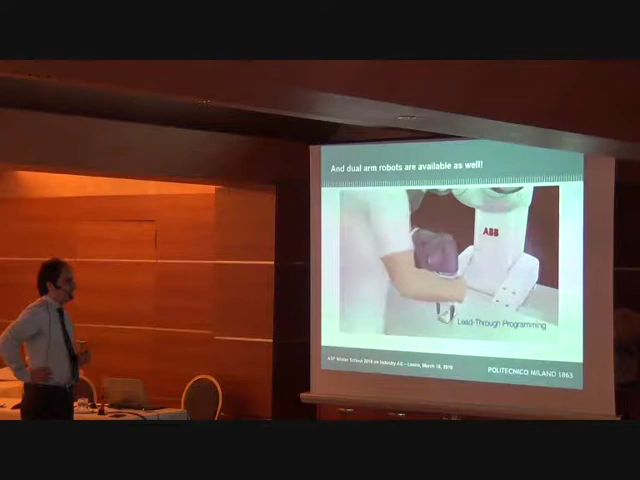 And dual arm robots are available as well!
ABB
Lead-Through Programming
POLITECNICO MILANO 1863